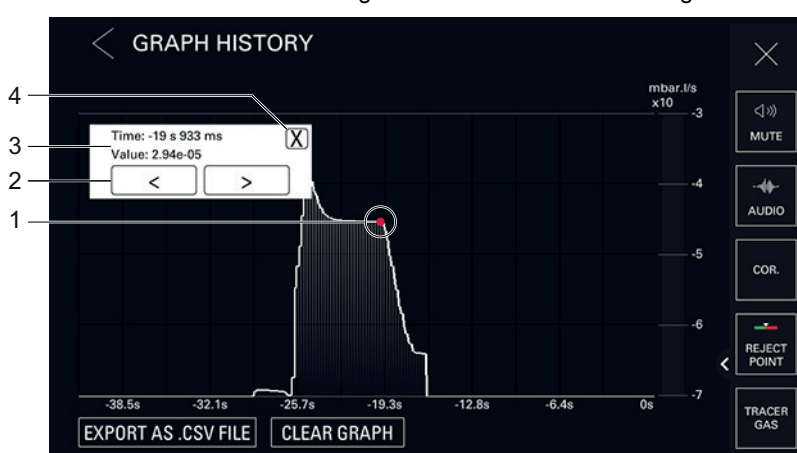 GRAPH HISTORY
mbar.l/s
x10
-3
-4
-5
-6
-7
4
3
2
1
Time: -19 s 933 ms
Value: 2.94e-05
X
<
>
-38.5s
-32.1s
-25.7s
-19.3s
-12.8s
-6.4s
0s
EXPORT AS .CSV FILE
CLEAR GRAPH
MUTE
AUDIO
COR.
REJECT
POINT
TRACER
GAS